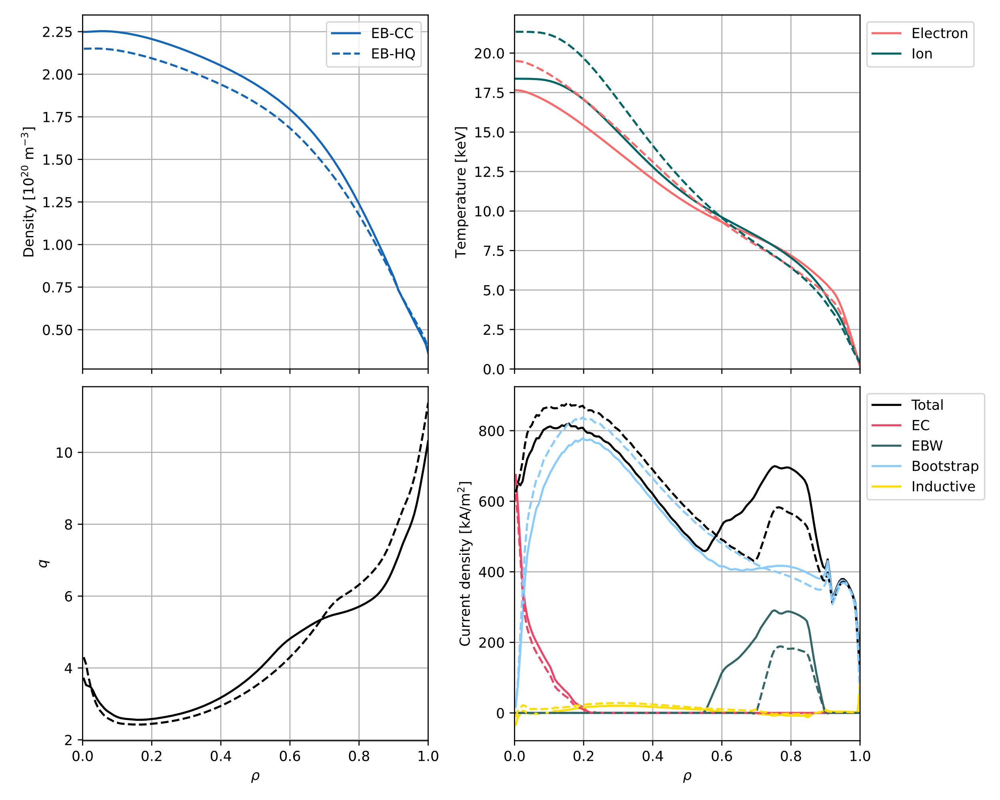 Density [10²⁰ m⁻³]
2.25
2.00
1.75
1.50
1.25
1.00
0.75
0.50
EB-CC
EB-HQ
Temperature [keV]
20.0
17.5
15.0
12.5
10.0
7.5
5.0
2.5
0.0
Electron
Ion
q
10
8
6
4
2
0.0 0.2 0.4 0.6 0.8 1.0
ρ
Current density [kA/m²]
800
600
400
200
0
0.0 0.2 0.4 0.6 0.8 1.0
ρ
Total
EC
EBW
Bootstrap
Inductive